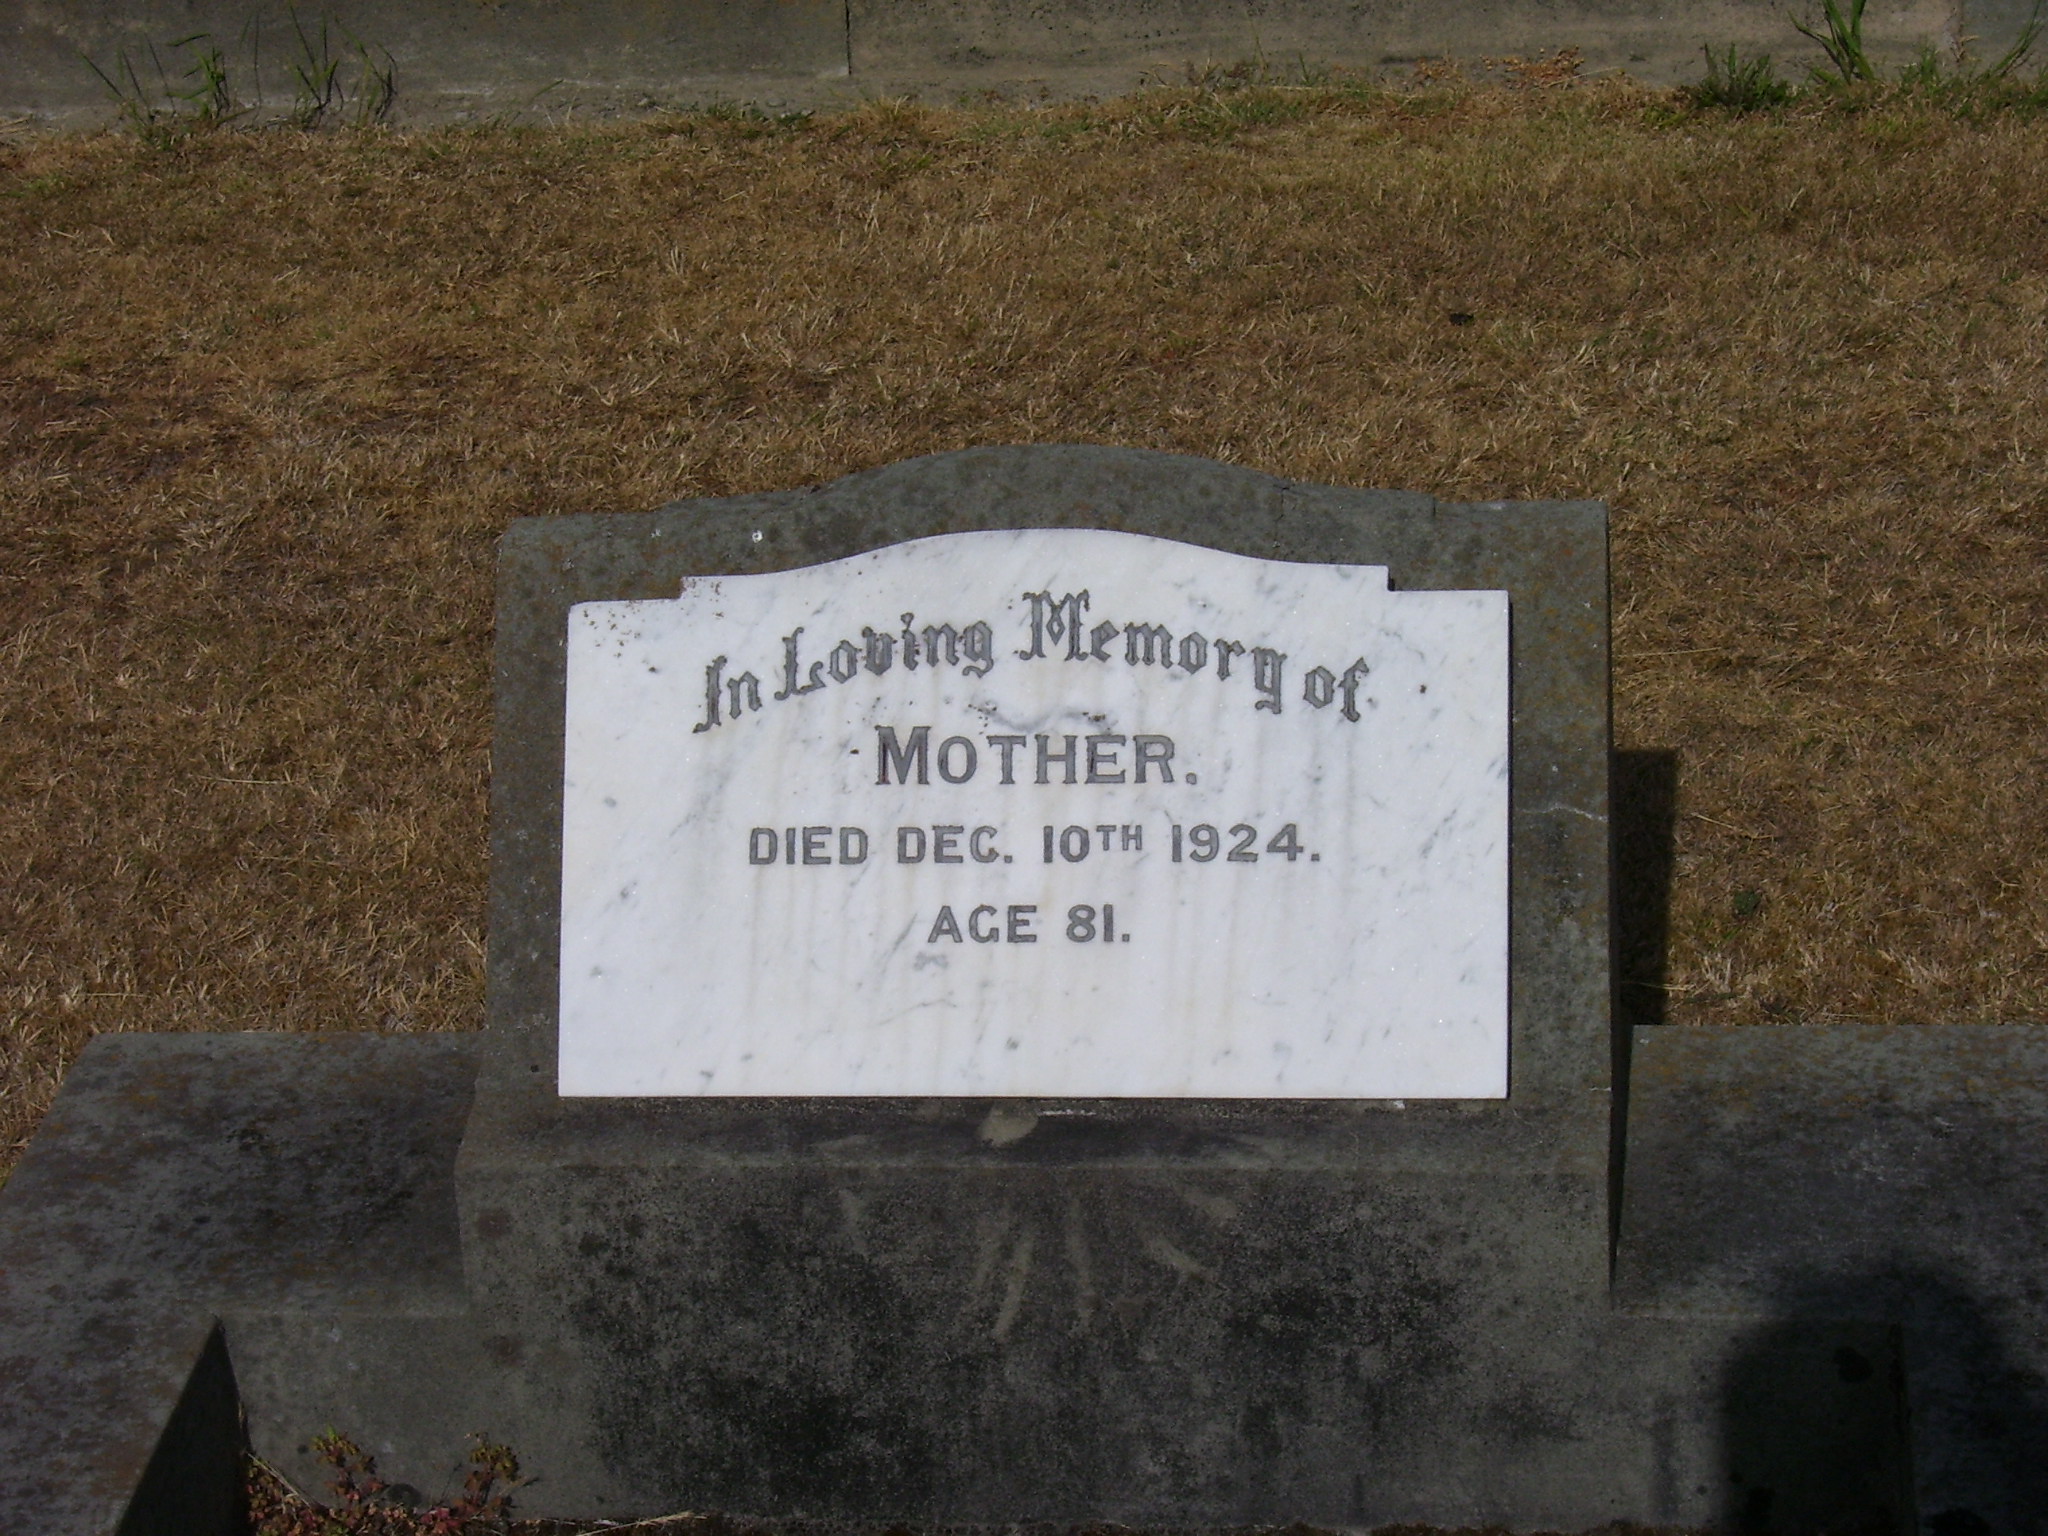 In Loving Memory of
MOTHER.
DIED DEC. 10TH 1924.
AGE 81.